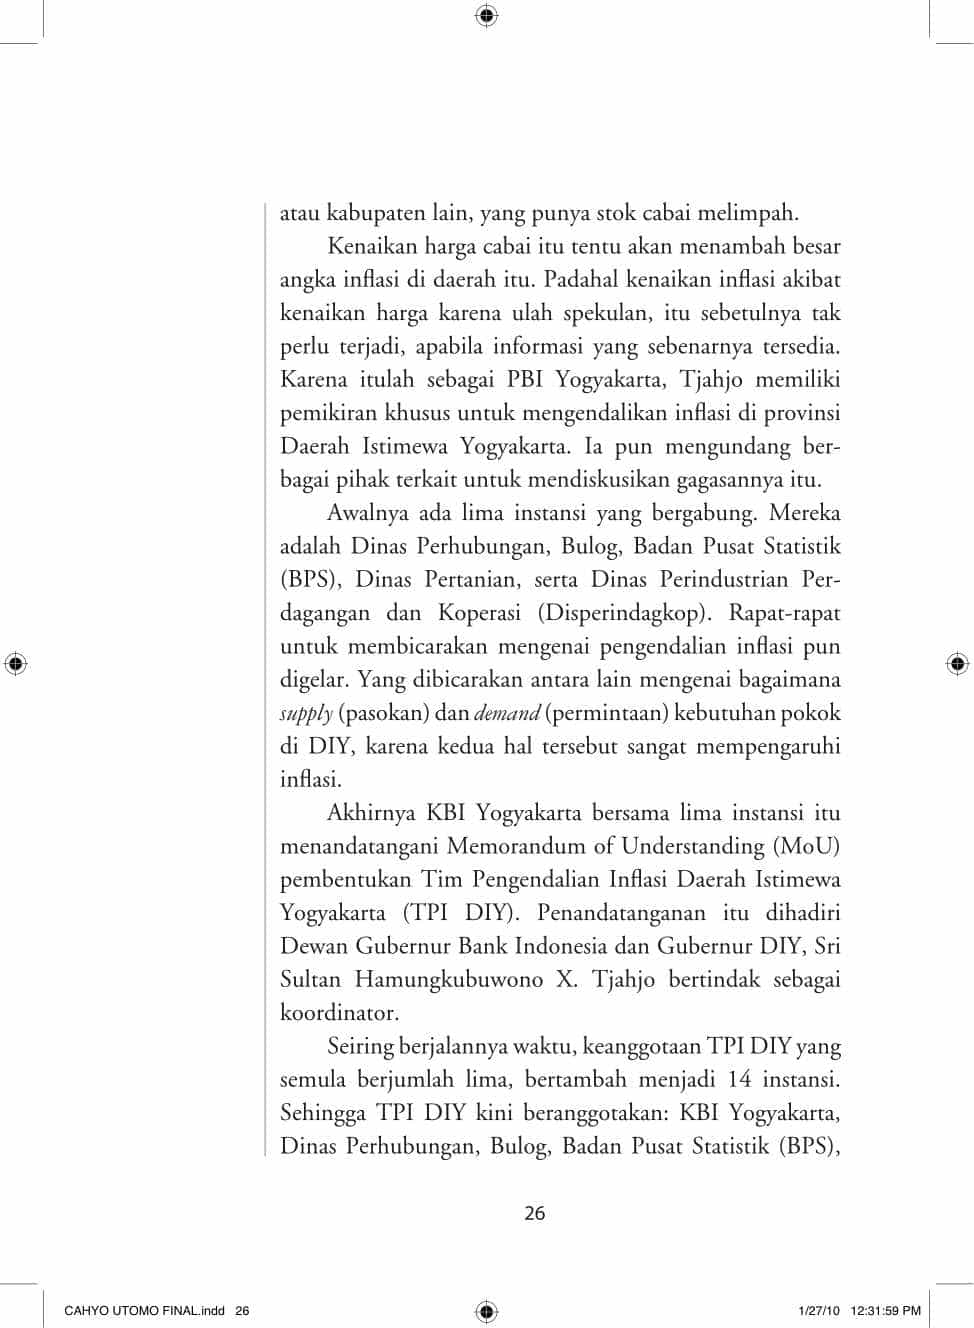 atau kabupaten lain, yang punya stok cabai melimpah.
Kenaikan harga cabai itu tentu akan menambah besar
angka inflasi di daerah itu. Padahal kenaikan inflasi akibat
kenaikan harga karena ulah spekulan, itu sebetulnya tak
perlu terjadi, apabila informasi yang sebenarnya tersedia.
Karena itulah sebagai PBI Yogyakarta, Tjahjo memiliki
pemikiran khusus untuk mengendalikan inflasi di provinsi
Daerah Istimewa Yogyakarta. Ia pun mengundang ber-
bagai pihak terkait untuk mendiskusikan gagasannya itu.
Awalnya ada lima instansi yang bergabung. Mereka
adalah Dinas Perhubungan, Bulog, Badan Pusat Statistik
(BPS), Dinas Pertanian, serta Dinas Perindustrian Per-
dagangan dan Koperasi (Disperindagkop). Rapat-rapat
untuk membicarakan mengenai pengendalian inflasi pun
digelar. Yang dibicarakan antara lain mengenai bagaimana
supply (pasokan) dan demand (permintaan) kebutuhan pokok
di DIY, karena kedua hal tersebut sangat mempengaruhi
inflasi.
Akhirnya KBI Yogyakarta bersama lima instansi itu
menandatangani Memorandum of Understanding (MoU)
pembentukan Tim Pengendalian Inflasi Daerah Istimewa
Yogyakarta (TPI DIY). Penandatanganan itu dihadiri
Dewan Gubernur Bank Indonesia dan Gubernur DIY, Sri
Sultan Hamungkubuwono X. Tjahjo bertindak sebagai
koordinator.
Seiring berjalannya waktu, keanggotaan TPI DIY yang
semula berjumlah lima, bertambah menjadi 14 instansi.
Sehingga TPI DIY kini beranggotakan: KBI Yogyakarta,
Dinas Perhubungan, Bulog, Badan Pusat Statistik (BPS),
26
CAHYO UTOMO FINAL.indd 26
1/27/10 12:31:59 PM